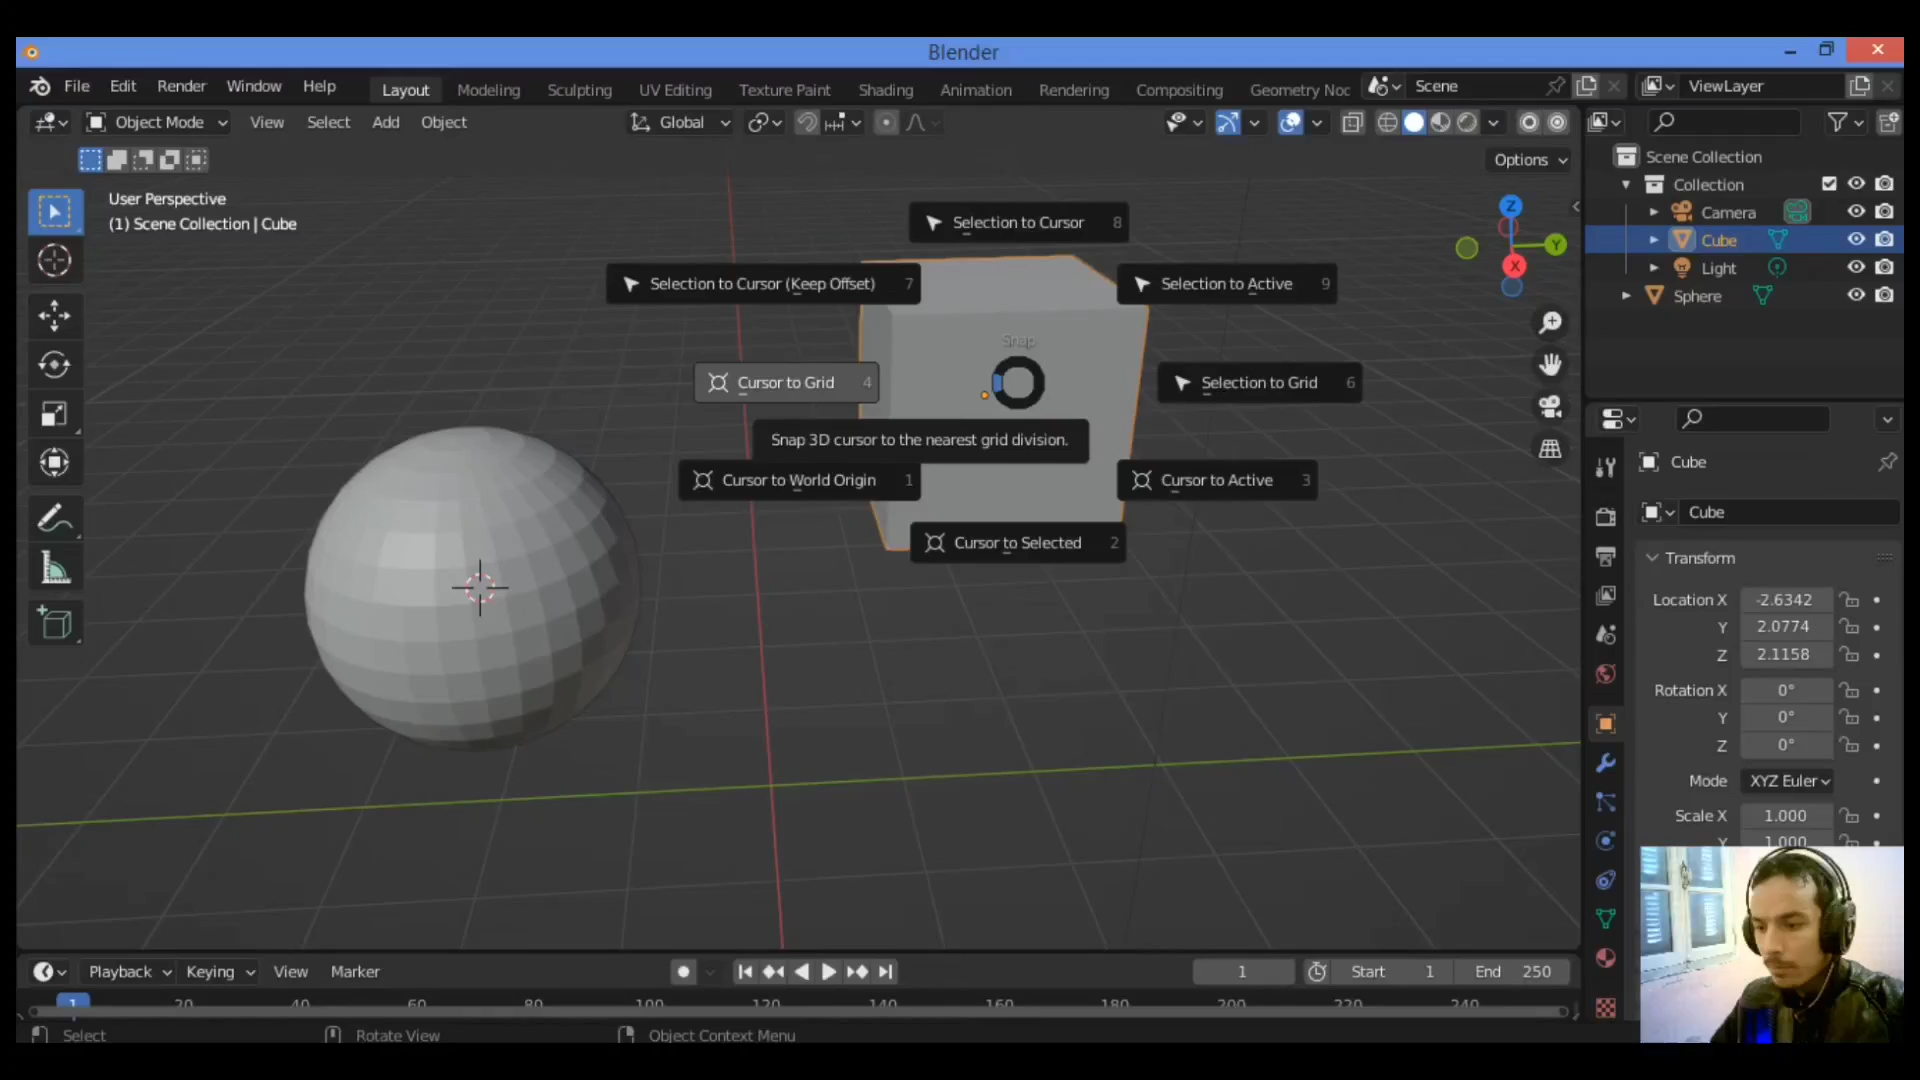 Blender
File Edit Render Window Help Layout Modeling Sculpting UV Editing Texture Paint Shading Animation Rendering Compositing Geometry Noc Scene ViewLayer
Object Mode View Select Add Object Global
Options
User Perspective
(1) Scene Collection | Cube
Selection to Cursor 8
Selection to Cursor (Keep Offset) 7
Selection to Active 9
Snap
Cursor to Grid 4
Selection to Grid 6
Snap 3D cursor to the nearest grid division.
Cursor to World Origin 1
Cursor to Active 3
Cursor to Selected 2
Z
Y
X
Scene Collection
Collection
Camera
Cube
Light
Sphere
Cube
Cube
Transform
Location X -2.6342
Y 2.0774
Z 2.1158
Rotation X 0°
Y 0°
Z 0°
Mode XYZ Euler
Scale X 1.000
Y 1.000
Playback Keying View Marker 1 Start 1 End 250
1 20 40 60 80 100 120 140 160 180 200 220 240
Select Rotate View Object Context Menu